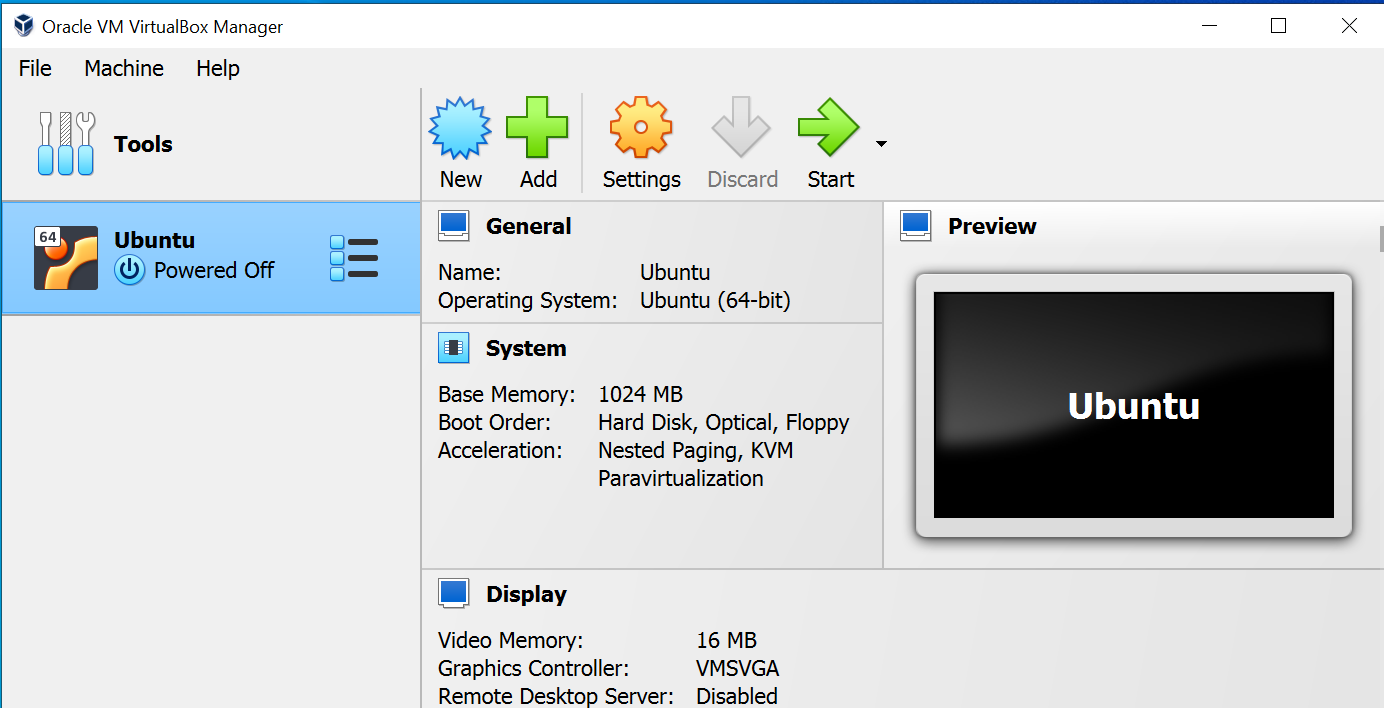 Oracle VM VirtualBox Manager
File Machine Help
Tools
New Add Settings Discard Start
64
Ubuntu
Powered Off
General
Name: Ubuntu
Operating System: Ubuntu (64-bit)
System
Base Memory: 1024 MB
Boot Order: Hard Disk, Optical, Floppy
Acceleration: Nested Paging, KVM
Paravirtualization
Preview
Ubuntu
Display
Video Memory: 16 MB
Graphics Controller: VMSVGA
Remote Desktop Server: Disabled